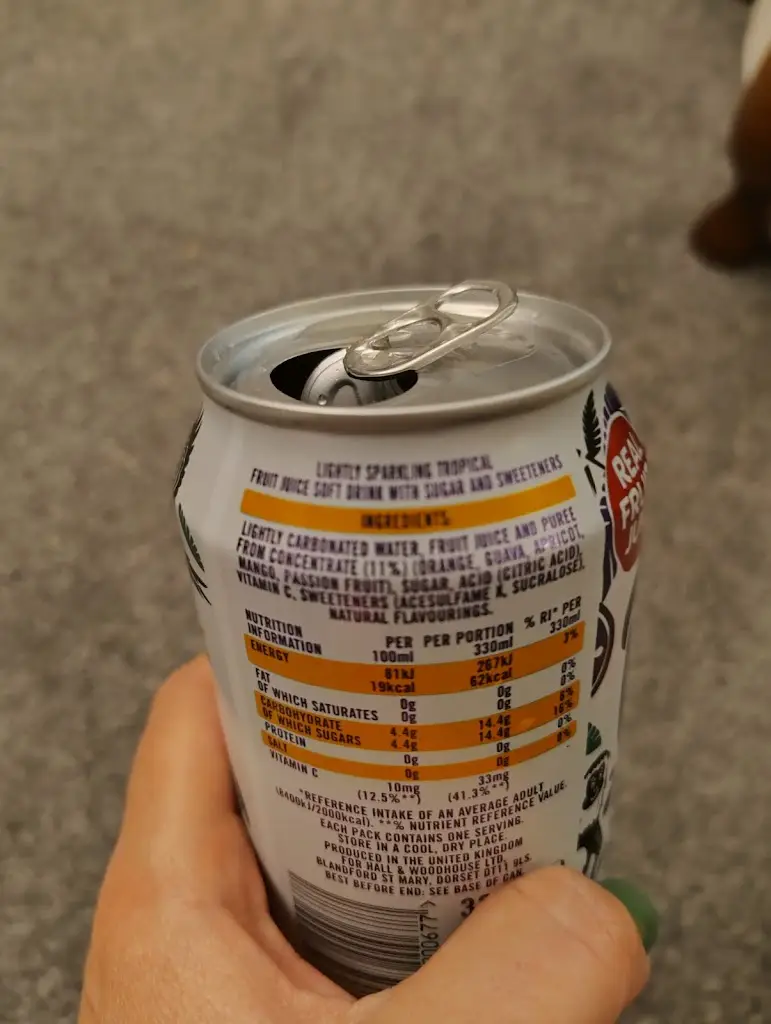 LIGHTLY SPARKLING TROPICAL
FRUIT JUICE SOFT DRINK WITH SUGAR AND SWEETENERS
INGREDIENTS:
LIGHTLY CARBONATED WATER, FRUIT JUICE AND PUREE
FROM CONCENTRATE (11%) (ORANGE, GUAVA, APRICOT,
MANGO, PASSION FRUIT), SUGAR, ACID (CITRIC ACID),
VITAMIN C, SWEETENERS (ACESULFAME K, SUCRALOSE),
NATURAL FLAVOURINGS.
NUTRITION INFORMATION PER 100ml PER PORTION 330ml % RI* PER 330ml
ENERGY 81kJ 267kJ 3%
19kcal 62kcal
FAT 0g 0g 0%
OF WHICH SATURATES 0g 0g 0%
CARBOHYDRATE 4.4g 14.4g 6%
OF WHICH SUGARS 4.4g 14.4g 16%
PROTEIN 0g 0g 0%
SALT 0g 0g 0%
VITAMIN C 10mg 33mg
(12.5%**) (41.3%**)
*REFERENCE INTAKE OF AN AVERAGE ADULT
(8400kJ/2000kcal). **% NUTRIENT REFERENCE VALUE.
EACH PACK CONTAINS ONE SERVING.
STORE IN A COOL, DRY PLACE.
PRODUCED IN THE UNITED KINGDOM
FOR HALL & WOODHOUSE LTD,
BLANDFORD ST MARY, DORSET DT11 9LS.
BEST BEFORE END: SEE BASE OF CAN.
REAL